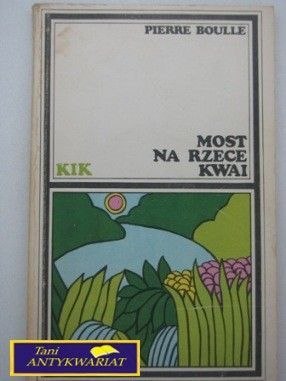 PIERRE BOULLE
MOST
NA RZECE
KWAI
KIK
Tani
ANTYKWARIAT